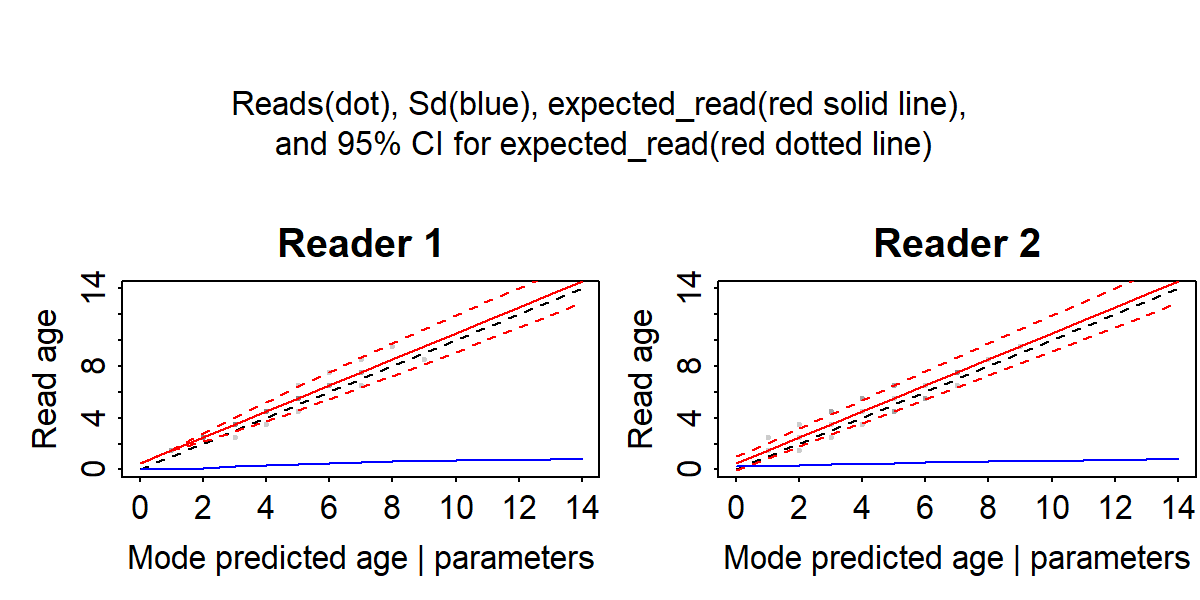 Reads(dot), Sd(blue), expected_read(red solid line),
and 95% CI for expected_read(red dotted line)
Reader 1
Read age
14
8
4
0
0 2 4 6 8 10 12 14
Mode predicted age | parameters
Reader 2
Read age
14
8
4
0
0 2 4 6 8 10 12 14
Mode predicted age | parameters